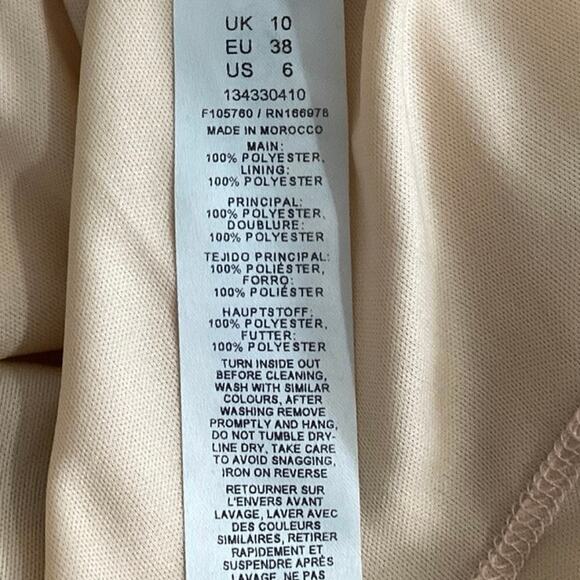 UK 10
EU 38
US 6
134330410
F105760 / RN166978
MADE IN MOROCCO
MAIN:
100% POLYESTER,
LINING:
100% POLYESTER
PRINCIPAL:
100% POLYESTER,
DOUBLURE:
100% POLYESTER
TEJIDO PRINCIPAL:
100% POLIÉSTER,
FORRO:
100% POLIÉSTER
HAUPTSTOFF:
100% POLYESTER,
FUTTER:
100% POLYESTER
TURN INSIDE OUT
BEFORE CLEANING,
WASH WITH SIMILAR
COLOURS, AFTER
WASHING REMOVE
PROMPTLY AND HANG,
DO NOT TUMBLE DRY-
LINE DRY, TAKE CARE
TO AVOID SNAGGING,
IRON ON REVERSE
RETOURNER SUR
L'ENVERS AVANT
LAVAGE, LAVER AVEC
DES COULEURS
SIMILAIRES, RETIRER
RAPIDEMENT ET
SUSPENDRE APRÈS
LAVAGE, NE PAS